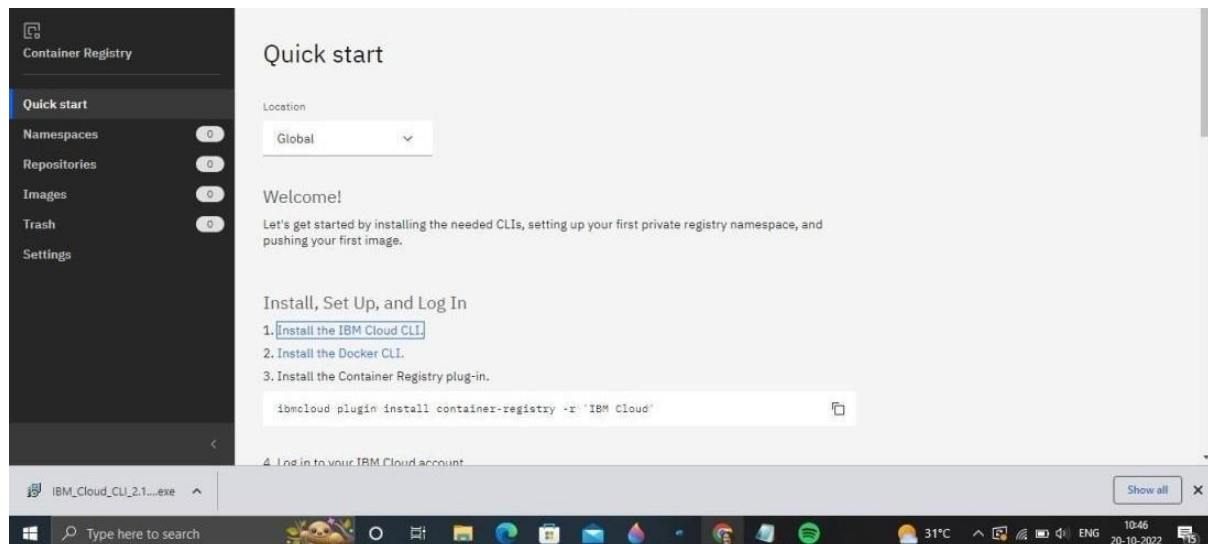 Container Registry
Quick start
Namespaces 0
Repositories 0
Images 0
Trash 0
Settings
Quick start
Location
Global
Welcome!
Let's get started by installing the needed CLIs, setting up your first private registry namespace, and
pushing your first image.
Install, Set Up, and Log In
1. Install the IBM Cloud CLI.
2. Install the Docker CLI.
3. Install the Container Registry plug-in.
ibmcloud plugin install container-registry -r 'IBM Cloud'
4. Log in to your IBM Cloud account
IBM_Cloud_CLI_2.1....exe
Show all
Type here to search
31°C
ENG
10:46
20-10-2022
15